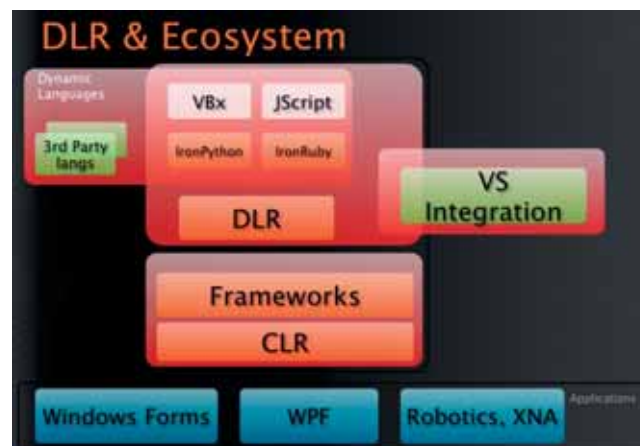 DLR & Ecosystem
Dynamic
Languages
VBx
JScript
3rd Party
langs
IronPython
IronRuby
VS
Integration
DLR
Frameworks
CLR
Applications
Windows Forms
WPF
Robotics, XNA